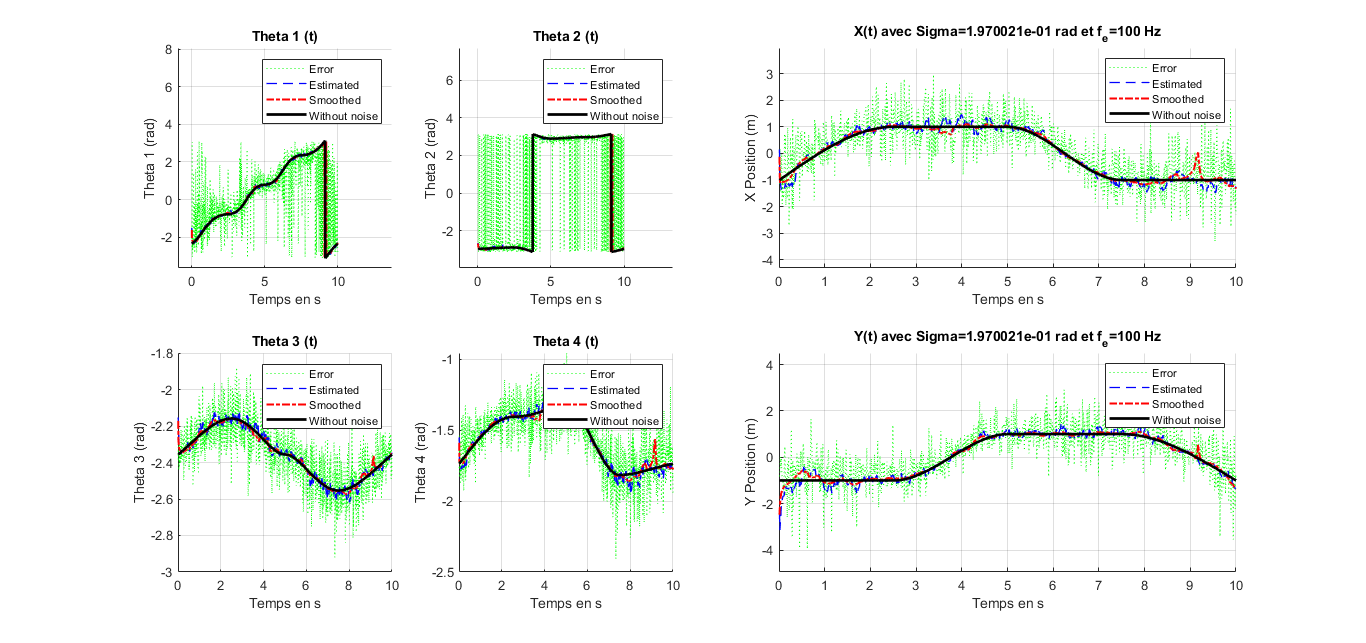 Theta 1 (t)
Theta 1 (rad)
8
6
4
2
0
-2
0
5
10
Temps en s
Error
Estimated
Smoothed
Without noise
Theta 2 (t)
Theta 2 (rad)
6
4
2
0
-2
0
5
10
Temps en s
Error
Estimated
Smoothed
Without noise
X(t) avec Sigma=1.970021e-01 rad et fe=100 Hz
X Position (m)
3
2
1
0
-1
-2
-3
-4
0 1 2 3 4 5 6 7 8 9 10
Temps en s
Error
Estimated
Smoothed
Without noise
Theta 3 (t)
Theta 3 (rad)
-1.8
-2
-2.2
-2.4
-2.6
-2.8
-3
0 2 4 6 8 10
Temps en s
Error
Estimated
Smoothed
Without noise
Theta 4 (t)
Theta 4 (rad)
-1
-1.5
-2
-2.5
0 2 4 6 8 10
Temps en s
Error
Estimated
Smoothed
Without noise
Y(t) avec Sigma=1.970021e-01 rad et fe=100 Hz
Y Position (m)
4
2
0
-2
-4
0 1 2 3 4 5 6 7 8 9 10
Temps en s
Error
Estimated
Smoothed
Without noise